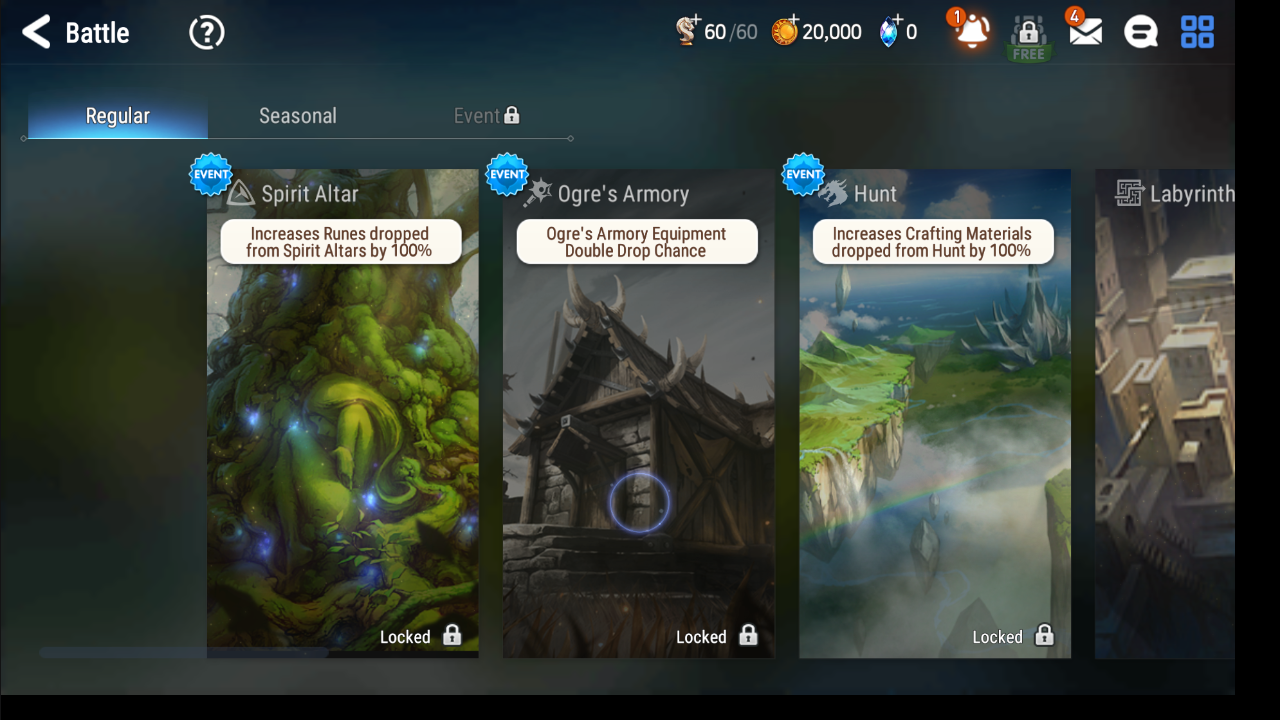 Battle
?
60/60
20,000
0
1
FREE
4
Regular
Seasonal
Event
EVENT
Spirit Altar
Increases Runes dropped
from Spirit Altars by 100%
Locked
EVENT
Ogre's Armory
Ogre's Armory Equipment
Double Drop Chance
Locked
EVENT
Hunt
Increases Crafting Materials
dropped from Hunt by 100%
Locked
Labyrinth